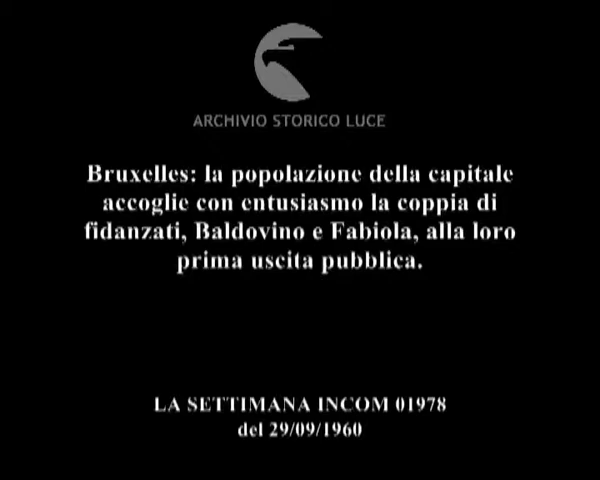 ARCHIVIO STORICO LUCE
Bruxelles: la popolazione della capitale
accoglie con entusiasmo la coppia di
fidanzati, Baldovino e Fabiola, alla loro
prima uscita pubblica.
LA SETTIMANA INCOM 01978
del 29/09/1960